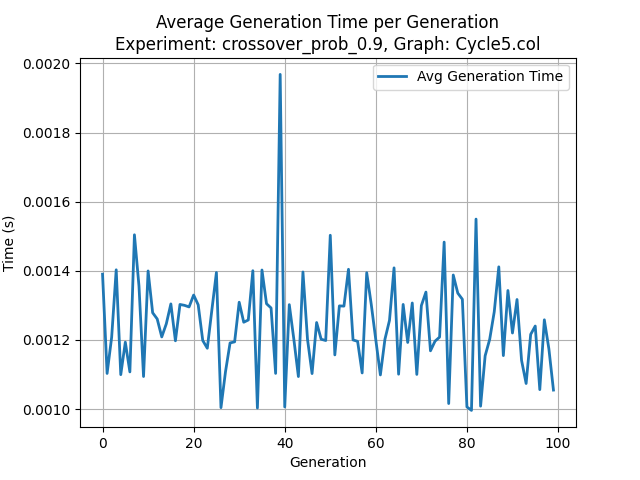 Average Generation Time per Generation
Experiment: crossover_prob_0.9, Graph: Cycle5.col
Avg Generation Time
0.0020
0.0018
0.0016
0.0014
0.0012
0.0010
Time (s)
0 20 40 60 80 100
Generation